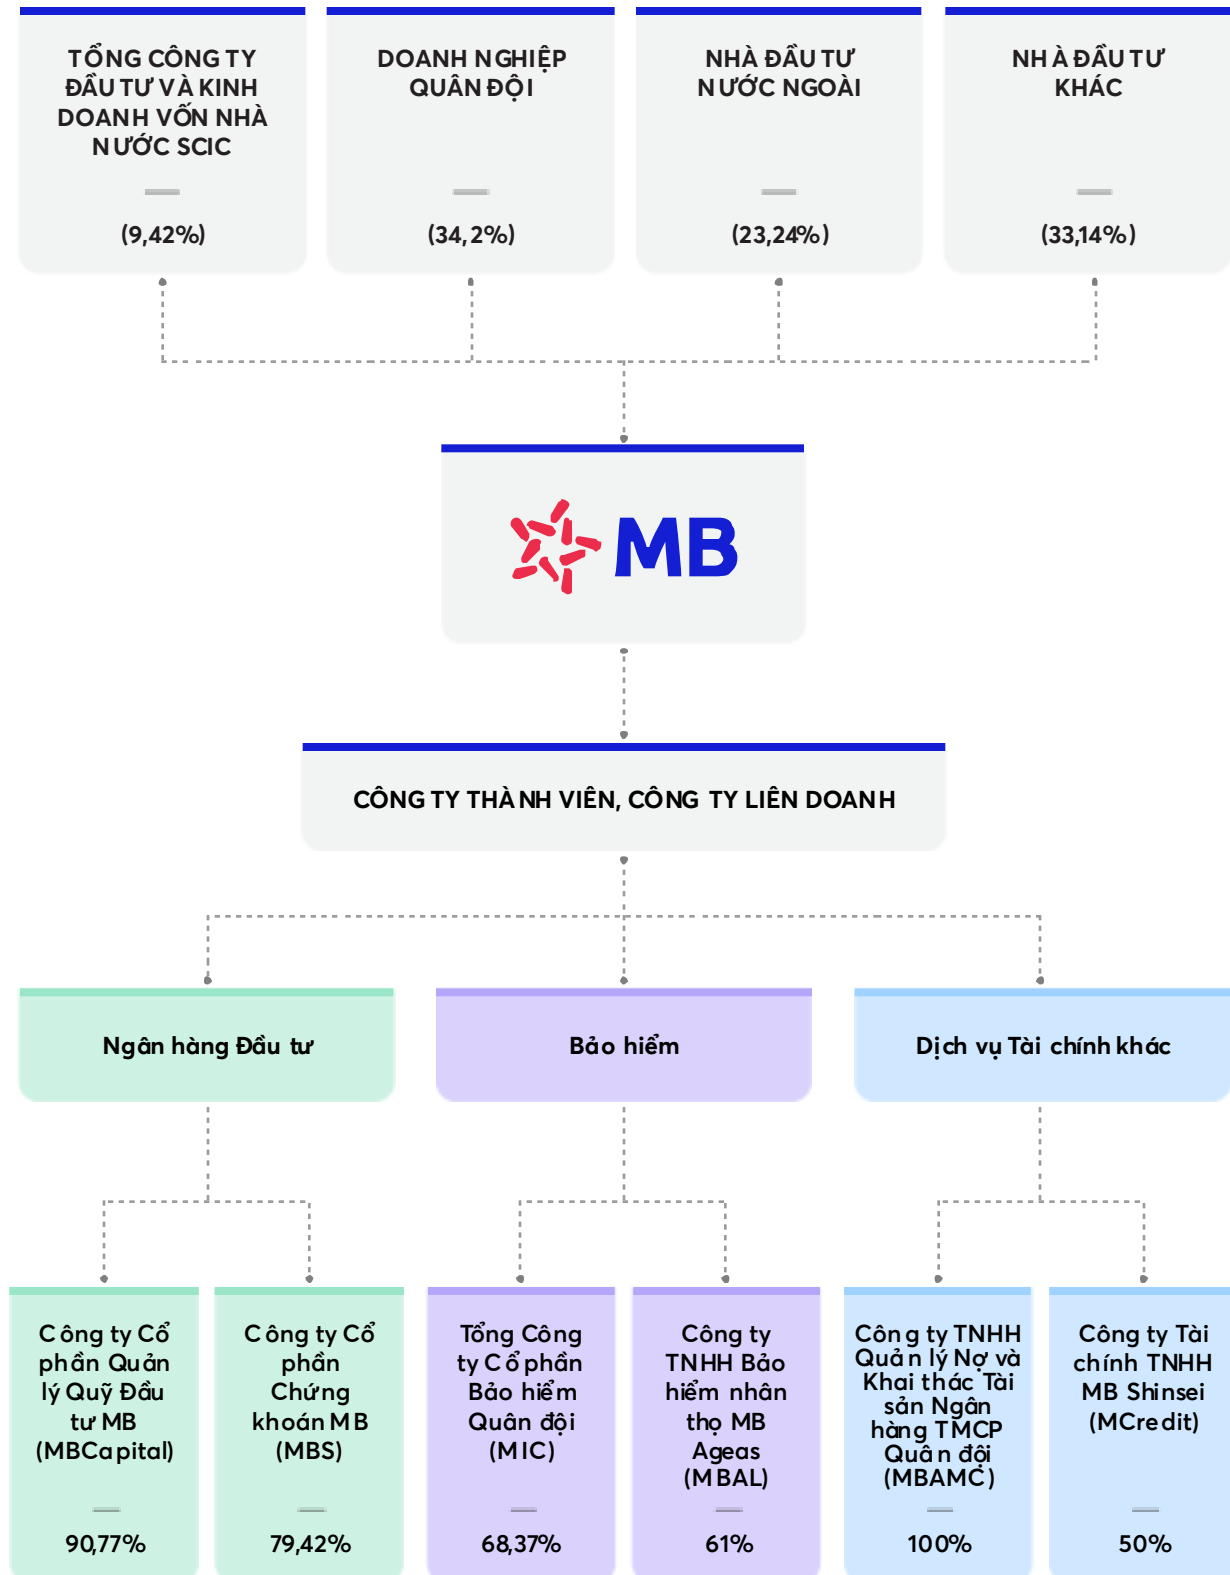 TỔNG CÔNG TY
ĐẦU TƯ VÀ KINH
DOANH VỐN NHÀ
NƯỚC SCIC
(9,42%)
DOANH NGHIỆP
QUÂN ĐỘI
(34,2%)
NHÀ ĐẦU TƯ
NƯỚC NGOÀI
(23,24%)
NHÀ ĐẦU TƯ
KHÁC
(33,14%)
MB
CÔNG TY THÀNH VIÊN, CÔNG TY LIÊN DOANH
Ngân hàng Đầu tư
Bảo hiểm
Dịch vụ Tài chính khác
Công ty Cổ
phần Quản
lý Quỹ Đầu
tư MB
(MBCapital)
90,77%
Công ty Cổ
phần
Chứng
khoán MB
(MBS)
79,42%
Tổng Công
ty Cổ phần
Bảo hiểm
Quân đội
(MIC)
68,37%
Công ty
TNHH Bảo
hiểm nhân
thọ MB
Ageas
(MBAL)
61%
Công ty TNHH
Quản lý Nợ và
Khai thác Tài
sản Ngân
hàng TMCP
Quân đội
(MBAMC)
100%
Công ty Tài
chính TNHH
MB Shinsei
(MCredit)
50%